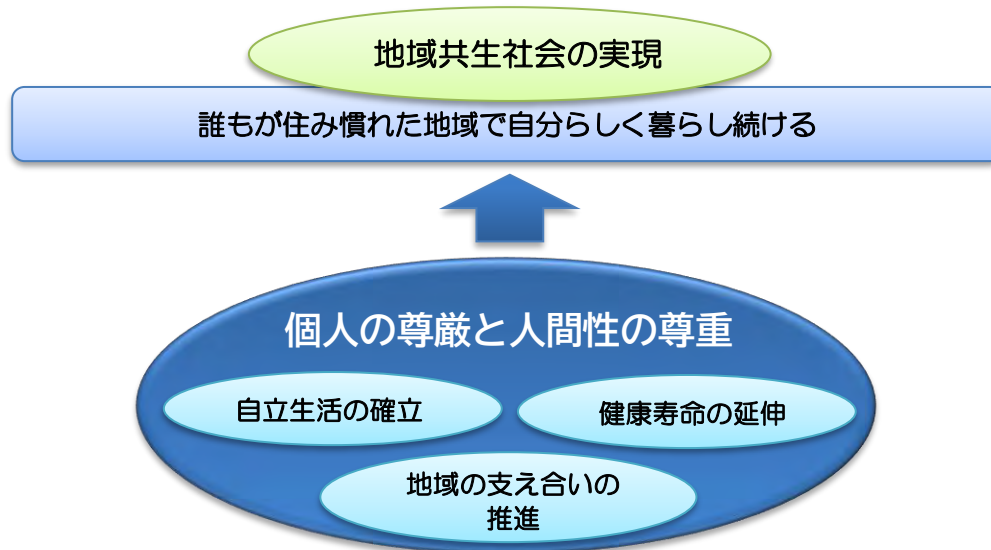 地域共生社会の実現
誰もが住み慣れた地域で自分らしく暮らし続ける
個人の尊厳と人間性の尊重
自立生活の確立
健康寿命の延伸
地域の支え合いの
推進